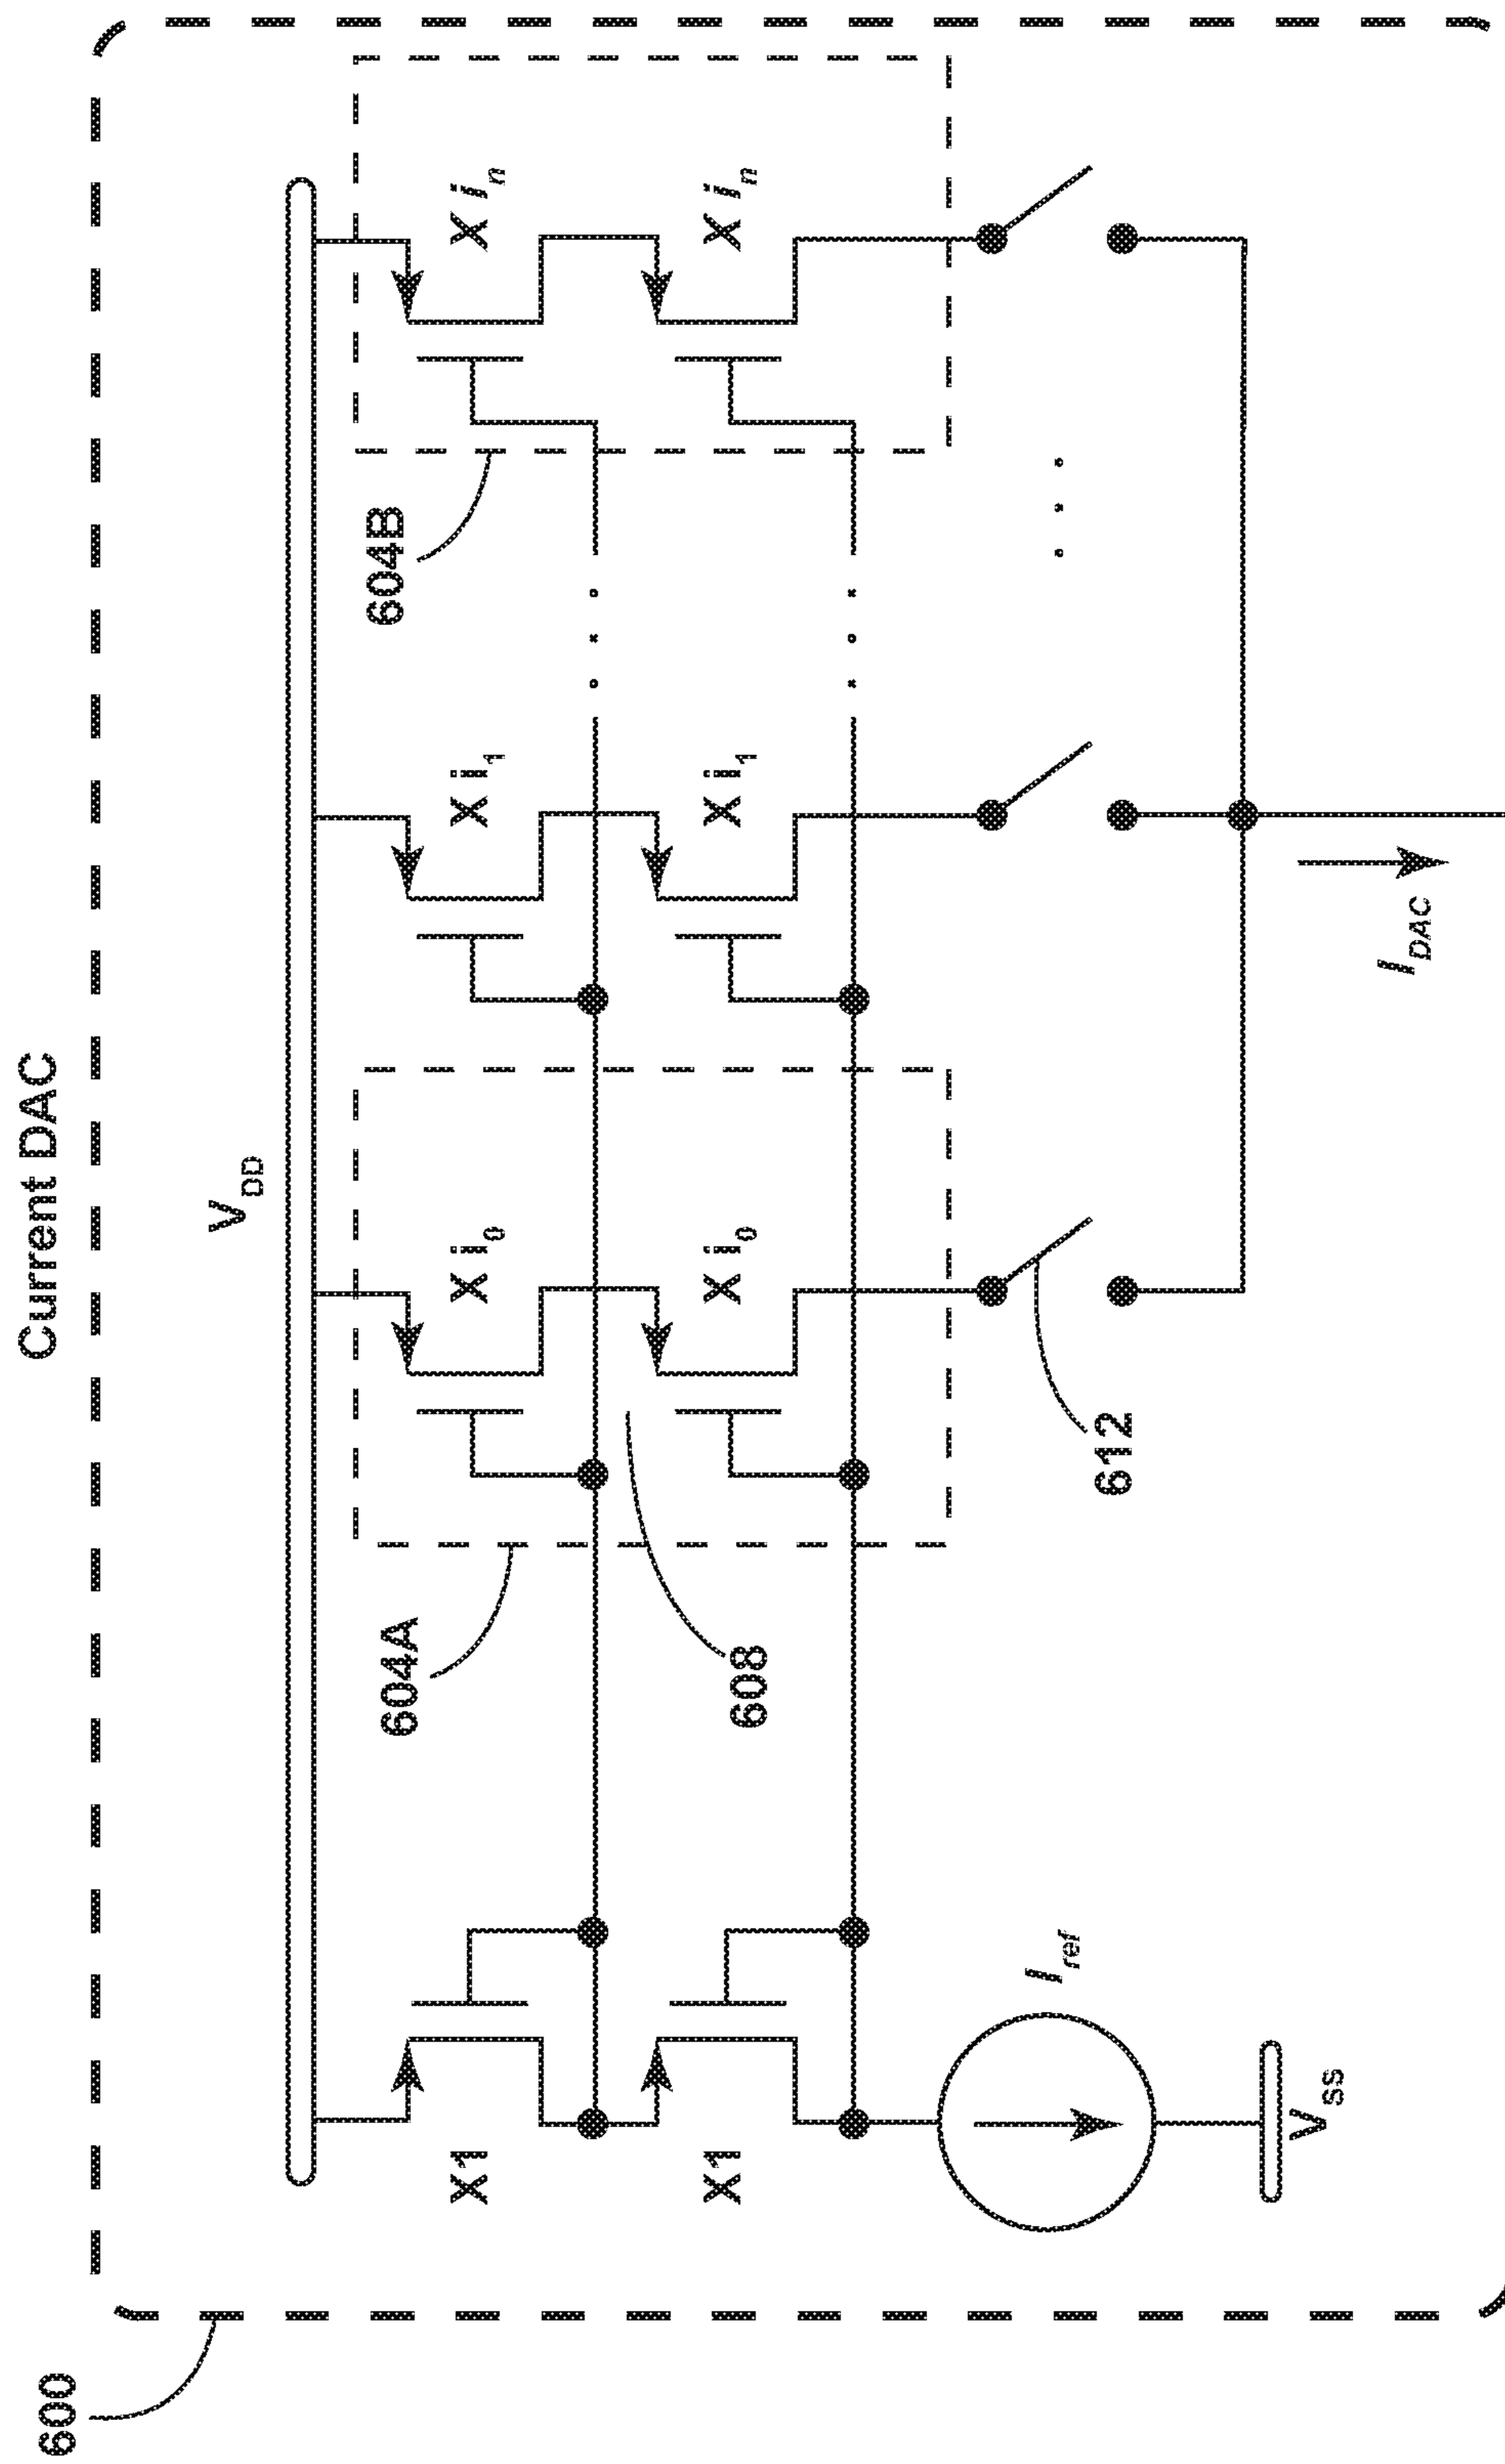 Current DAC
600
V_DD
X1
X i_0
X i_1
X i_n
604A
604B
608
X1
X i_0
X i_1
X i_n
I_ref
612
V_SS
I_DAC